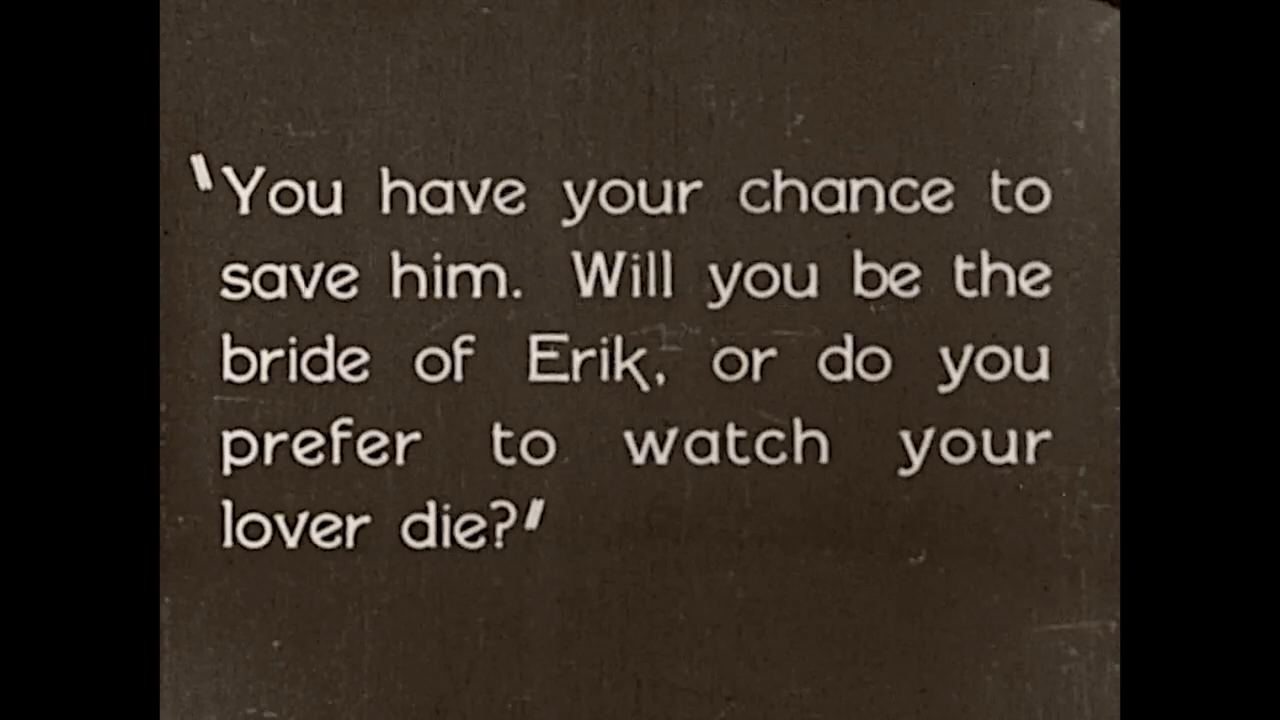 "You have your chance to
save him. Will you be the
bride of Erik, or do you
prefer to watch your
lover die?"